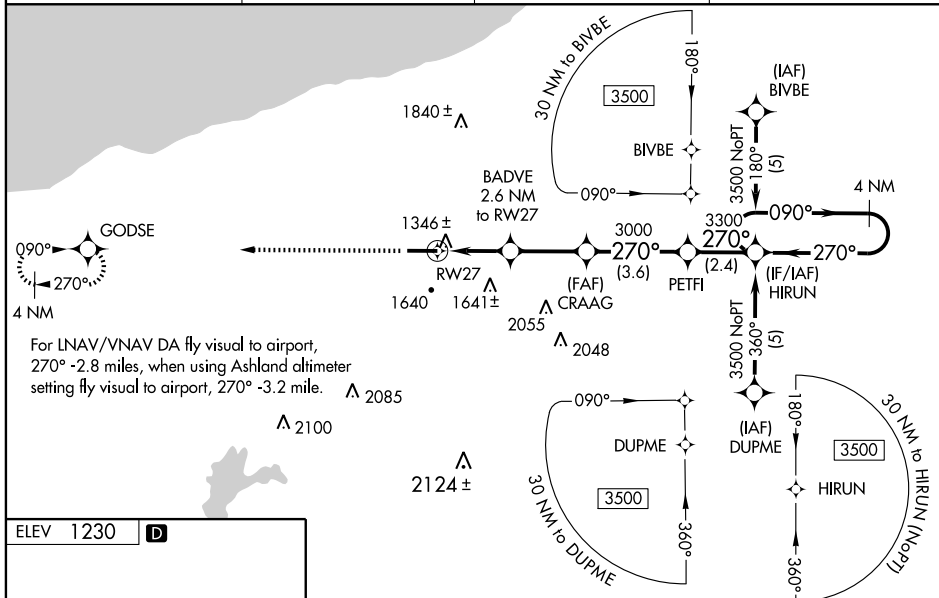 30 NM to BIVBE
180°
3500
BIVBE
090°
(IAF)
BIVBE
3500 NoPT
180°
(5)
1840 ±
BADVE
2.6 NM
to RW27
4 NM
090°
GODSE
270°
4 NM
1346 ±
RW27
3000
270°
(3.6)
3300
270°
(2.4)
090°
270°
(FAF)
CRAAG
PETFI
(IF/IAF)
HIRUN
1640
1641 ±
2055
2048
3500 NoPT
360°
(5)
For LNAV/VNAV DA fly visual to airport,
270° -2.8 miles, when using Ashland altimeter
setting fly visual to airport, 270° -3.2 mile.
2085
2100
2124 ±
090°
DUPME
3500
360°
30 NM to DUPME
(IAF)
DUPME
180°
3500
HIRUN
360°
30 NM to HIRUN (NoPT)
ELEV 1230 D